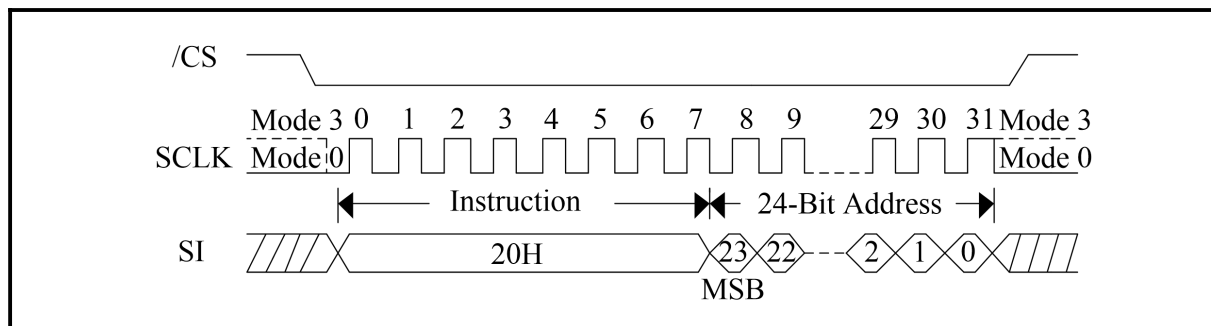 /CS
Mode 3 0 1 2 3 4 5 6 7 8 9 29 30 31 Mode 3
SCLK Mode 0 Mode 0
Instruction 24-Bit Address
SI 20H 23 22 2 1 0
MSB